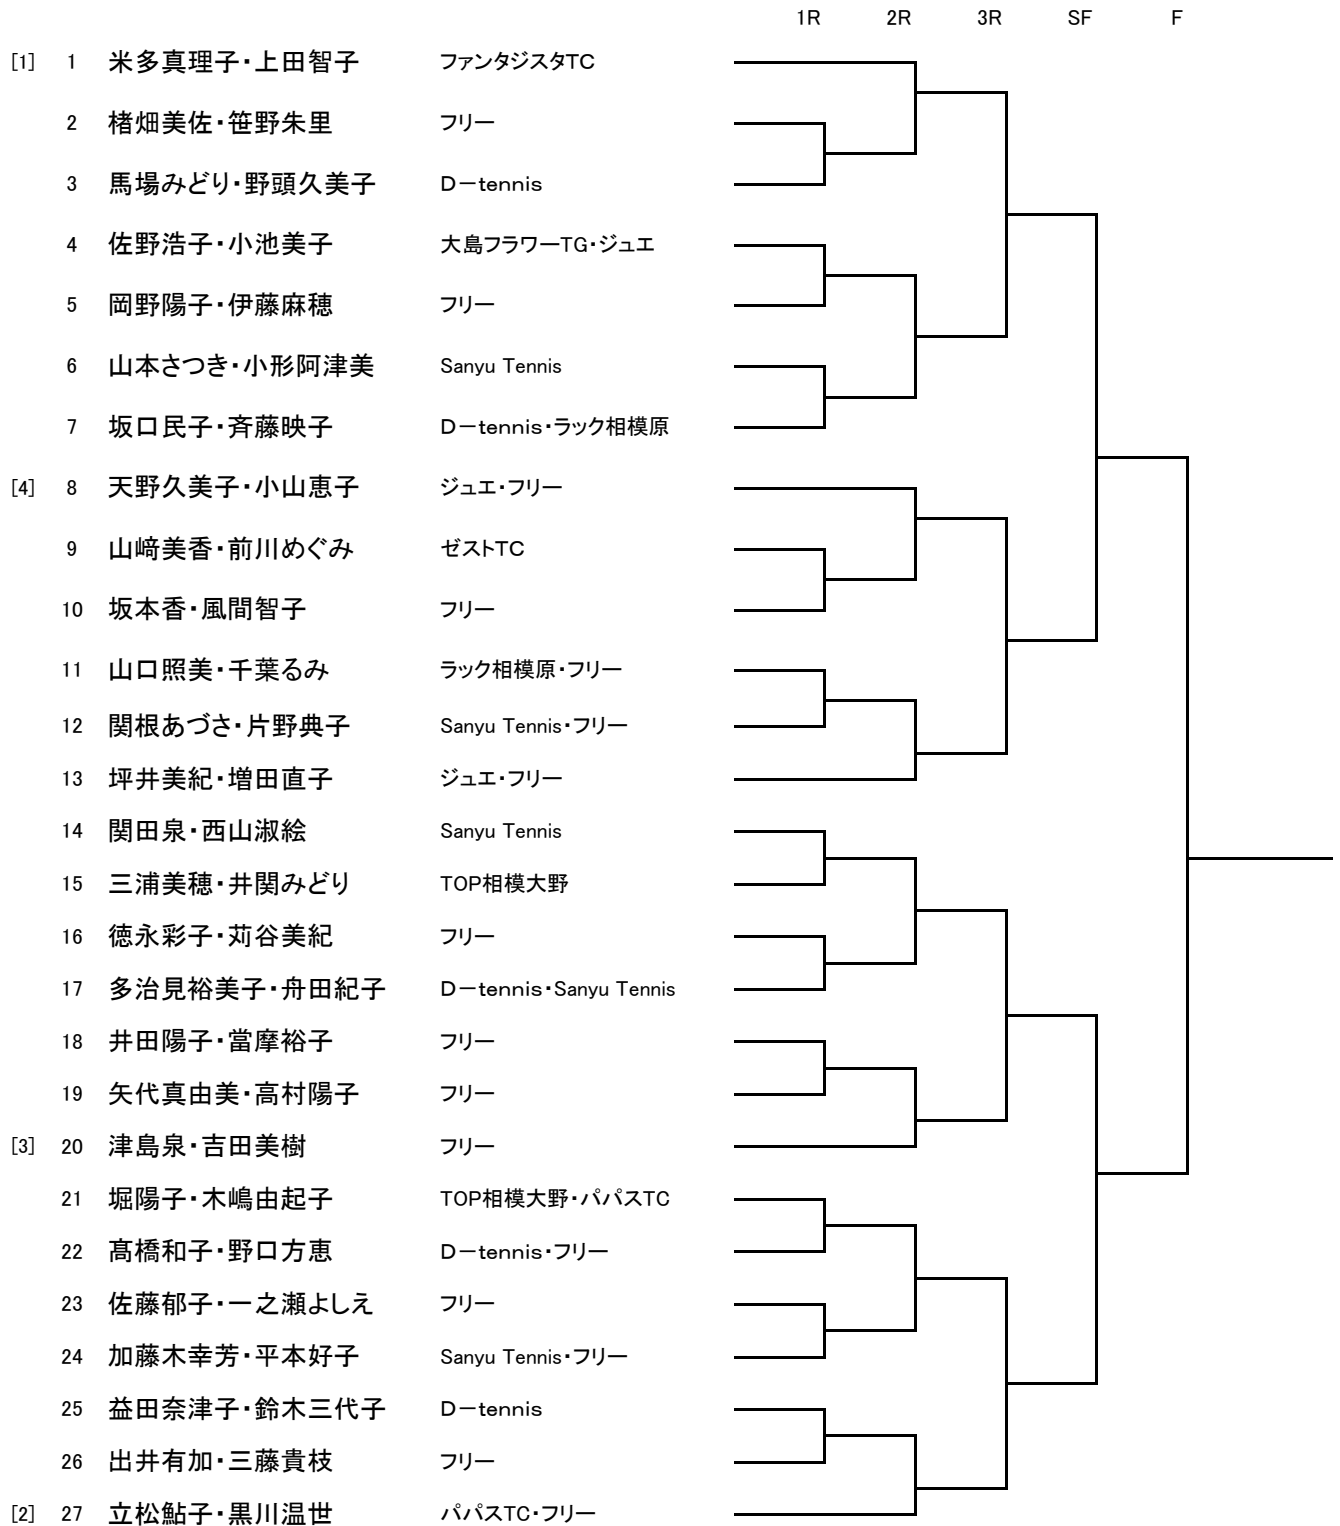 1R 2R 3R SF F
[1] 1 米多真理子・上田智子 ファンタジスタTC
2 楮畑美佐・笹野朱里 フリー
3 馬場みどり・野頭久美子 D－tennis
4 佐野浩子・小池美子 大島フラワーTG・ジュエ
5 岡野陽子・伊藤麻穂 フリー
6 山本さつき・小形阿津美 Sanyu Tennis
7 坂口民子・斉藤映子 D－tennis・ラック相模原
[4] 8 天野久美子・小山恵子 ジュエ・フリー
9 山﨑美香・前川めぐみ ゼストTC
10 坂本香・風間智子 フリー
11 山口照美・千葉るみ ラック相模原・フリー
12 関根あづさ・片野典子 Sanyu Tennis・フリー
13 坪井美紀・増田直子 ジュエ・フリー
14 関田泉・西山淑絵 Sanyu Tennis
15 三浦美穂・井関みどり TOP相模大野
16 徳永彩子・苅谷美紀 フリー
17 多治見裕美子・舟田紀子 D－tennis・Sanyu Tennis
18 井田陽子・當摩裕子 フリー
19 矢代真由美・高村陽子 フリー
[3] 20 津島泉・吉田美樹 フリー
21 堀陽子・木嶋由起子 TOP相模大野・パパスTC
22 髙橋和子・野口方恵 D－tennis・フリー
23 佐藤郁子・一之瀬よしえ フリー
24 加藤木幸芳・平本好子 Sanyu Tennis・フリー
25 益田奈津子・鈴木三代子 D－tennis
26 出井有加・三藤貴枝 フリー
[2] 27 立松鮎子・黒川温世 パパスTC・フリー